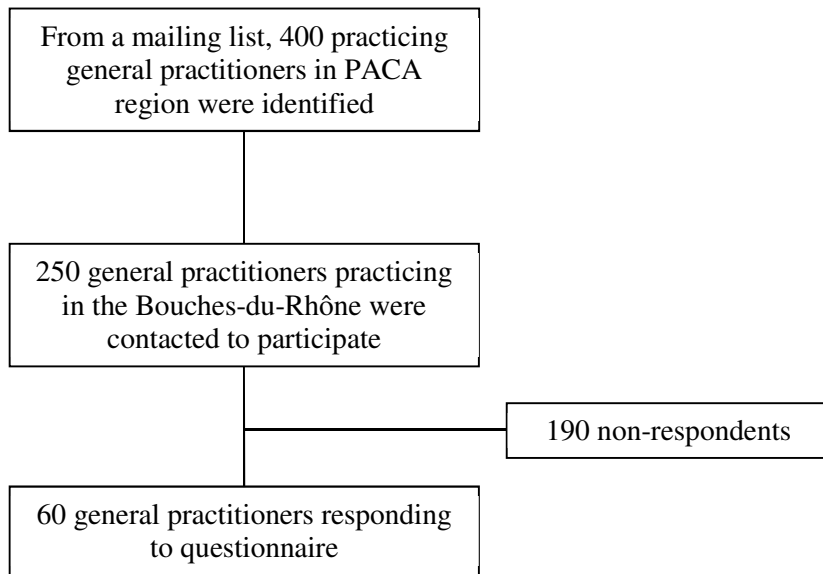 From a mailing list, 400 practicing
general practitioners in PACA
region were identified
250 general practitioners practicing
in the Bouches-du-Rhône were
contacted to participate
190 non-respondents
60 general practitioners responding
to questionnaire